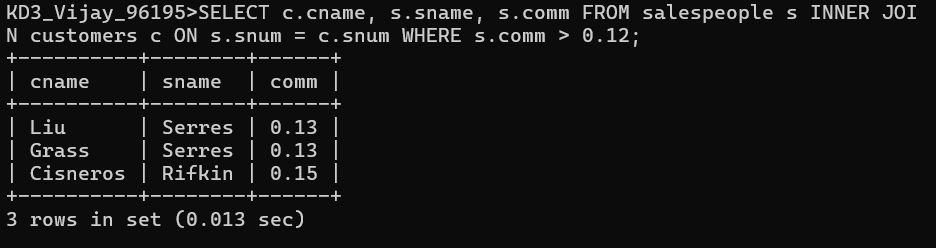 KD3_Vijay_96195>SELECT c.cname, s.sname, s.comm FROM salespeople s INNER JOI
N customers c ON s.snum = c.snum WHERE s.comm > 0.12;
+----------+--------+------+
| cname    | sname  | comm |
+----------+--------+------+
| Liu      | Serres | 0.13 |
| Grass    | Serres | 0.13 |
| Cisneros | Rifkin | 0.15 |
+----------+--------+------+
3 rows in set (0.013 sec)